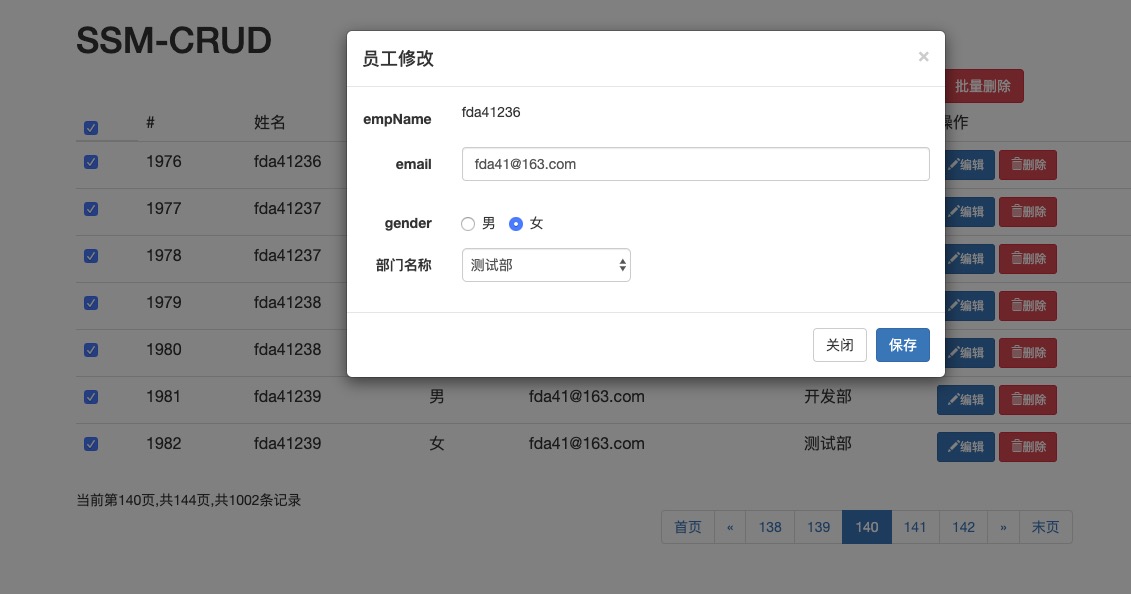 SSM-CRUD
员工修改 ×
批量删除
empName fda41236
# 姓名 操作
email fda41@163.com
1976 fda41236 编辑 删除
1977 fda41237 编辑 删除
gender 男 女
1978 fda41237 编辑 删除
部门名称 测试部
1979 fda41238 编辑 删除
1980 fda41238 编辑 删除
关闭 保存
1981 fda41239 男 fda41@163.com 开发部 编辑 删除
1982 fda41239 女 fda41@163.com 测试部 编辑 删除
当前第140页,共144页,共1002条记录
首页 « 138 139 140 141 142 » 末页